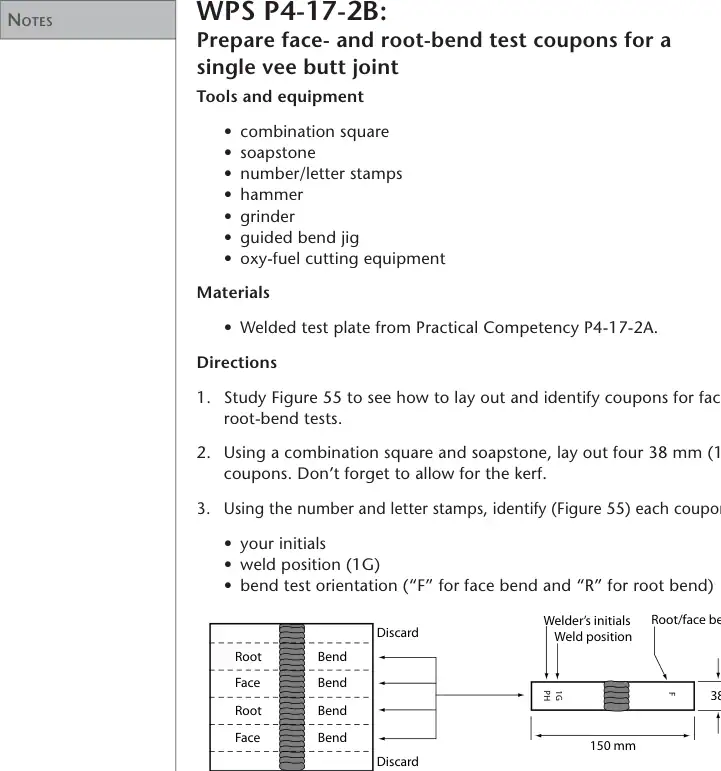 NOTES
WPS P4-17-2B:
Prepare face- and root-bend test coupons for a
single vee butt joint
Tools and equipment
• combination square
• soapstone
• number/letter stamps
• hammer
• grinder
• guided bend jig
• oxy-fuel cutting equipment
Materials
• Welded test plate from Practical Competency P4-17-2A.
Directions
1. Study Figure 55 to see how to lay out and identify coupons for fac
root-bend tests.
2. Using a combination square and soapstone, lay out four 38 mm (1
coupons. Don’t forget to allow for the kerf.
3. Using the number and letter stamps, identify (Figure 55) each coupon
• your initials
• weld position (1G)
• bend test orientation (“F” for face bend and “R” for root bend)
Welder’s initials Root/face be
Discard Weld position
Root Bend
Face Bend
PH 1G F 38
Root Bend
Face Bend
150 mm
Discard